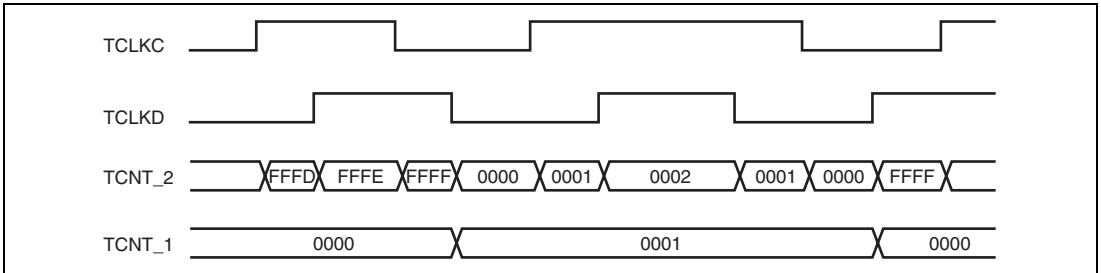 TCLKC
TCLKD
TCNT_2 FFFD FFFE FFFF 0000 0001 0002 0001 0000 FFFF
TCNT_1 0000 0001 0000